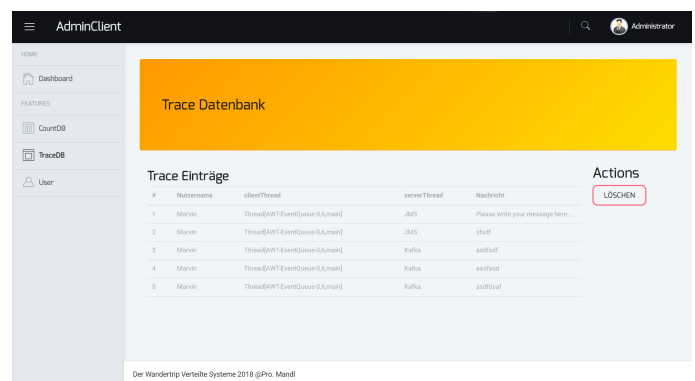 AdminClient
Administrator
HOME
Dashboard
FEATURES
CountDB
TraceDB
User
Trace Datenbank
Trace Einträge
Actions
LÖSCHEN
# Nutzername clientThread serverThread Nachricht
1 Marvin Thread[AWT-EventQueue-0,6,main] JMS Please write your message here...
2 Marvin Thread[AWT-EventQueue-0,6,main] JMS sfsdf
3 Marvin Thread[AWT-EventQueue-0,6,main] Kafka asdfsdf
4 Marvin Thread[AWT-EventQueue-0,6,main] Kafka asdfasd
5 Marvin Thread[AWT-EventQueue-0,6,main] Kafka asdfdsaf
Der Wandertrip Verteilte Systeme 2018 @Pro. Mandl